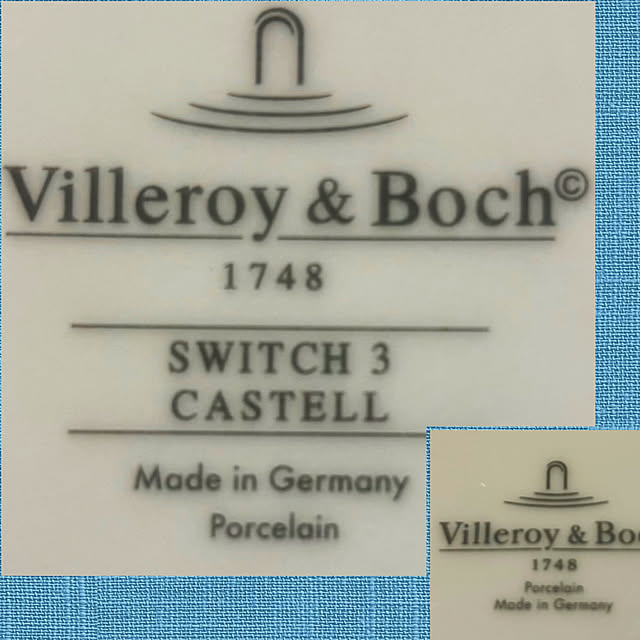 Villeroy & Boch©
1748
SWITCH 3
CASTELL
Made in Germany
Porcelain
Villeroy & Bo
1748
Porcelain
Made in Germany